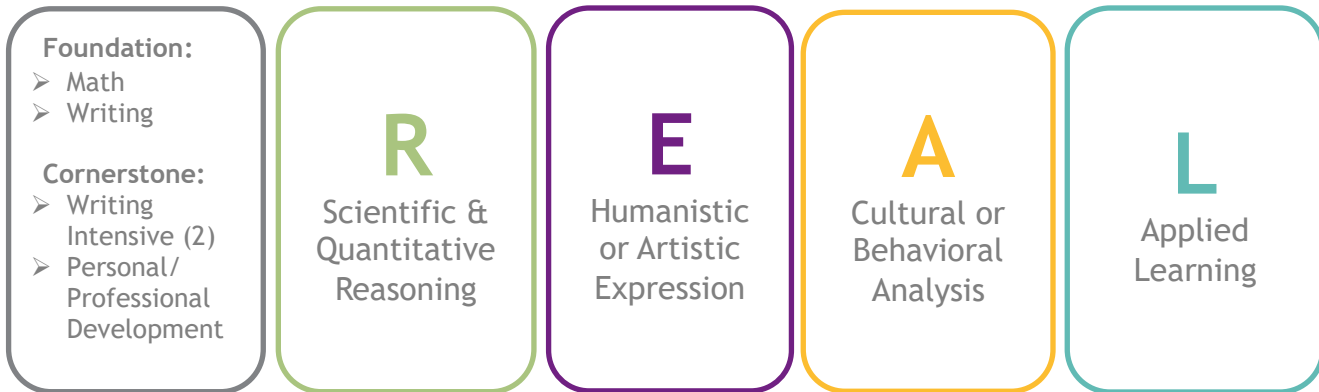 Foundation:
➢ Math
➢ Writing
Cornerstone:
➢ Writing
Intensive (2)
➢ Personal/
Professional
Development
R
Scientific &
Quantitative
Reasoning
E
Humanistic
or Artistic
Expression
A
Cultural or
Behavioral
Analysis
L
Applied
Learning